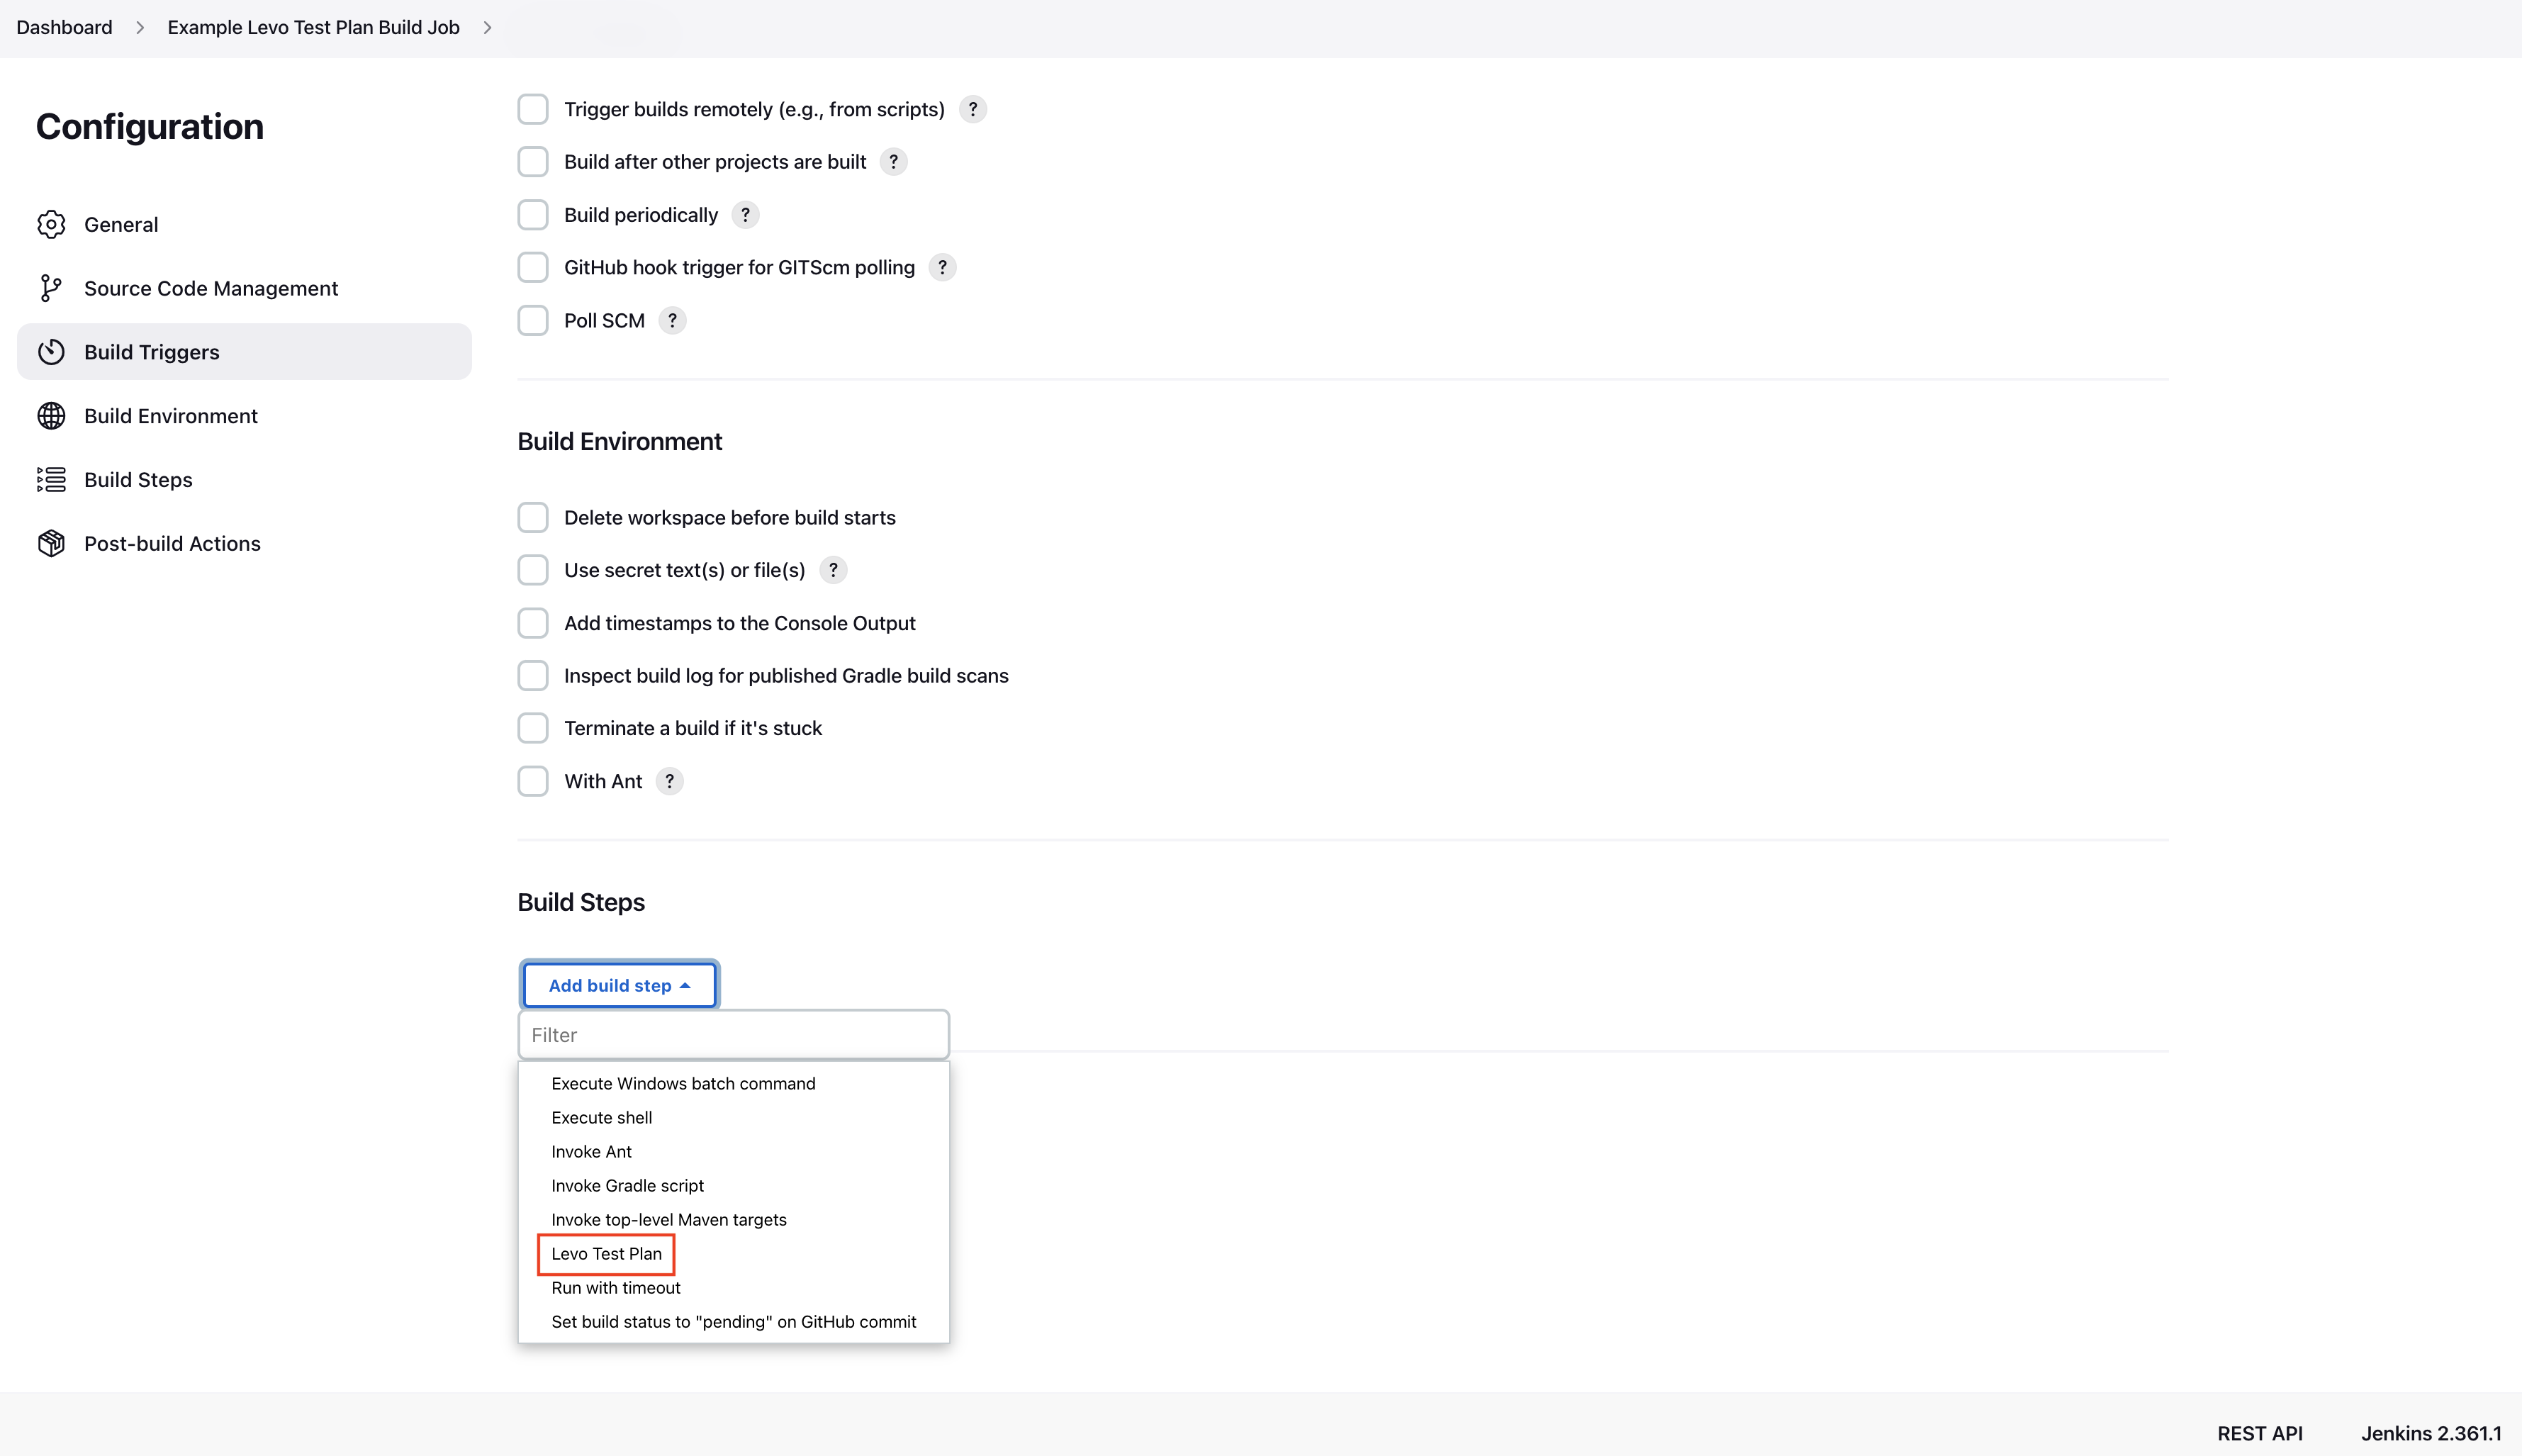 Dashboard > Example Levo Test Plan Build Job >
Configuration
General
Source Code Management
Build Triggers
Build Environment
Build Steps
Post-build Actions
Trigger builds remotely (e.g., from scripts) ?
Build after other projects are built ?
Build periodically ?
GitHub hook trigger for GITScm polling ?
Poll SCM ?
Build Environment
Delete workspace before build starts
Use secret text(s) or file(s) ?
Add timestamps to the Console Output
Inspect build log for published Gradle build scans
Terminate a build if it's stuck
With Ant ?
Build Steps
Add build step
Filter
Execute Windows batch command
Execute shell
Invoke Ant
Invoke Gradle script
Invoke top-level Maven targets
Levo Test Plan
Run with timeout
Set build status to "pending" on GitHub commit
REST API Jenkins 2.361.1